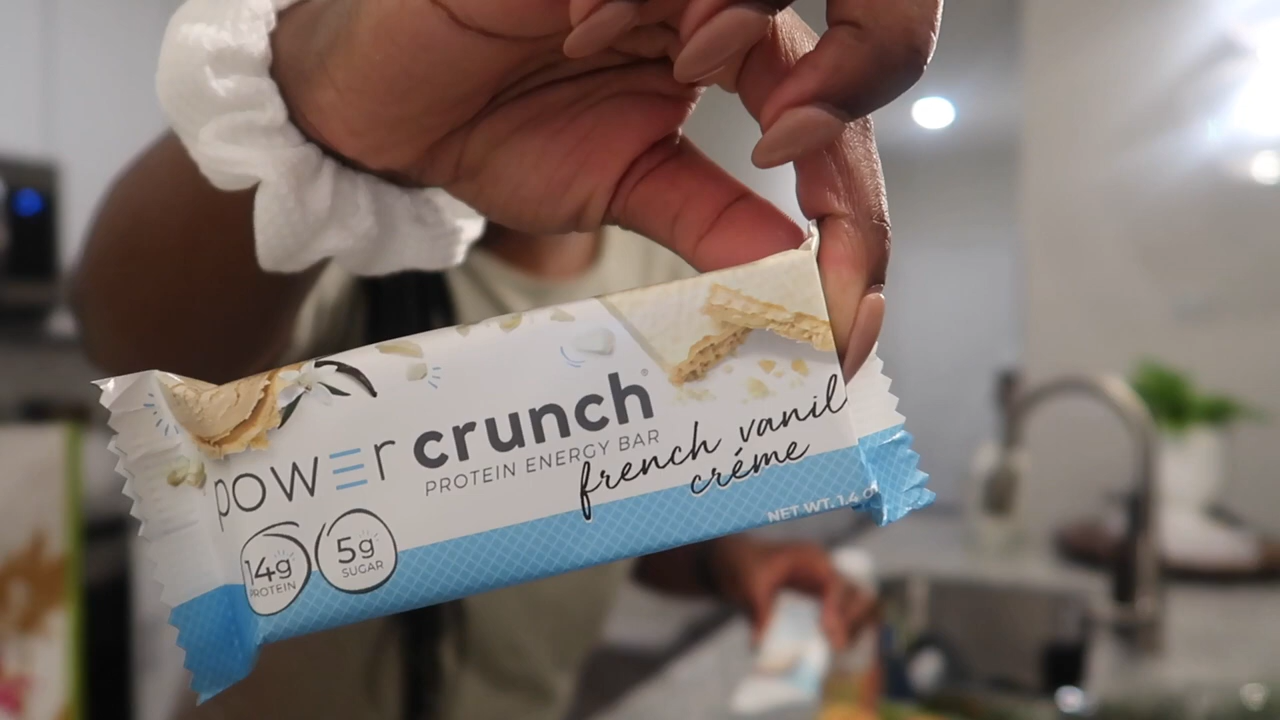 power crunch
PROTEIN ENERGY BAR
french vanil
créme
14g
PROTEIN
5g
SUGAR
NET WT. 1.4 o